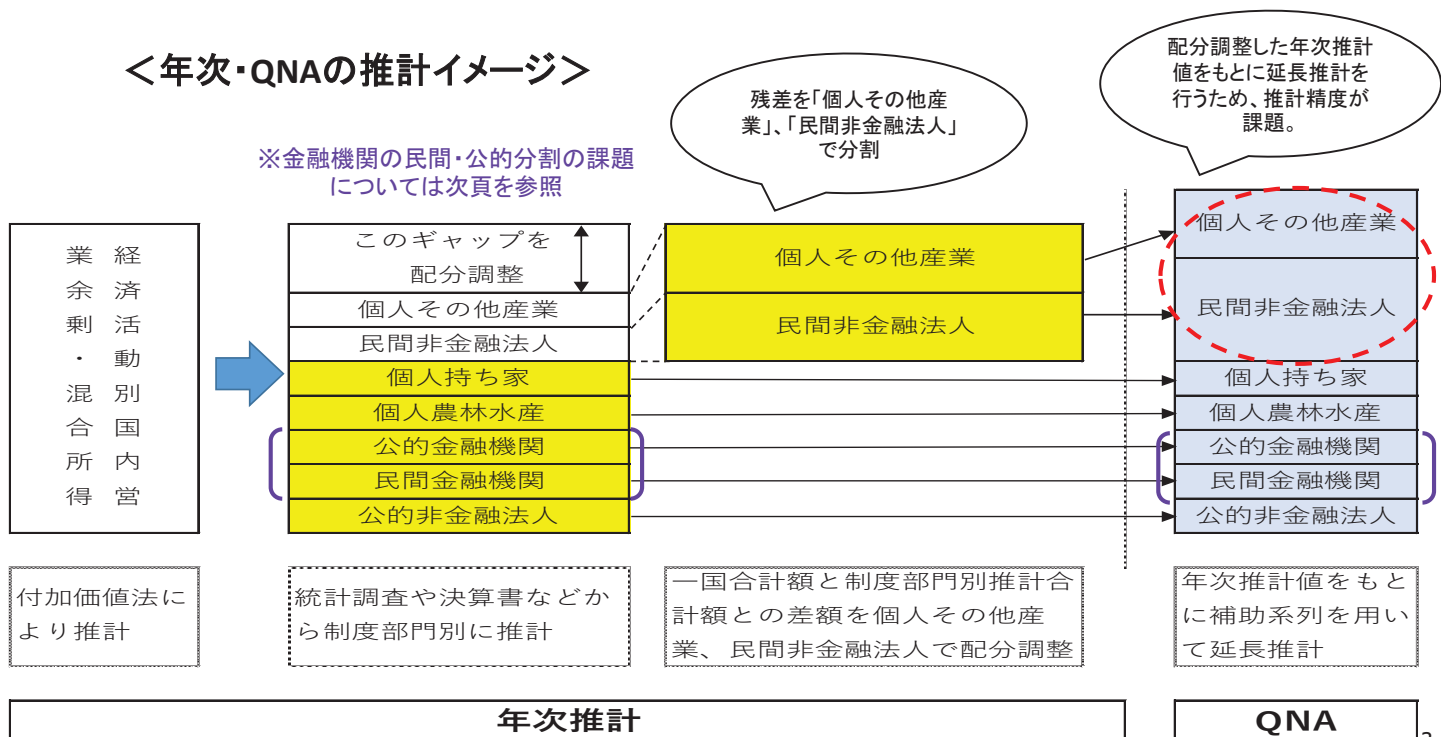 ＜年次・QNAの推計イメージ＞
※金融機関の民間・公的分割の課題
については次頁を参照
残差を「個人その他産
業」、「民間非金融法人」
で分割
配分調整した年次推計
値をもとに延長推計を
行うため、推計精度が
課題。
経済活動別国内営
業余剰・混合所得
このギャップを
配分調整
個人その他産業
民間非金融法人
個人持ち家
個人農林水産
公的金融機関
民間金融機関
公的非金融法人
個人その他産業
民間非金融法人
個人その他産業
民間非金融法人
個人持ち家
個人農林水産
公的金融機関
民間金融機関
公的非金融法人
付加価値法に
より推計
統計調査や決算書などか
ら制度部門別に推計
一国合計額と制度部門別推計合
計額との差額を個人その他産
業、民間非金融法人で配分調整
年次推計値をもと
に補助系列を用い
て延長推計
年次推計
QNA